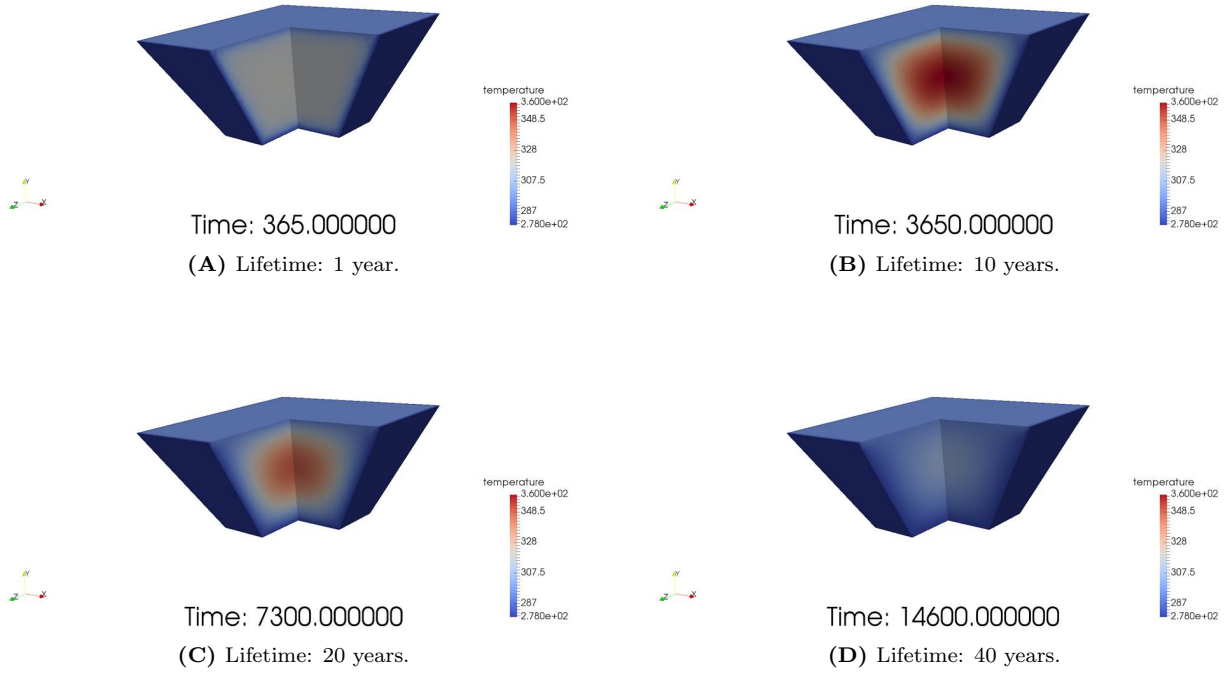 temperature
3.600e+02
348.5
328
307.5
287
2.780e+02
Y
Z
X
Time: 365.000000
(A) Lifetime: 1 year.
temperature
3.600e+02
348.5
328
307.5
287
2.780e+02
Y
Z
X
Time: 3650.000000
(B) Lifetime: 10 years.
temperature
3.600e+02
348.5
328
307.5
287
2.780e+02
Y
Z
X
Time: 7300.000000
(C) Lifetime: 20 years.
temperature
3.600e+02
348.5
328
307.5
287
2.780e+02
Y
Z
X
Time: 14600.000000
(D) Lifetime: 40 years.